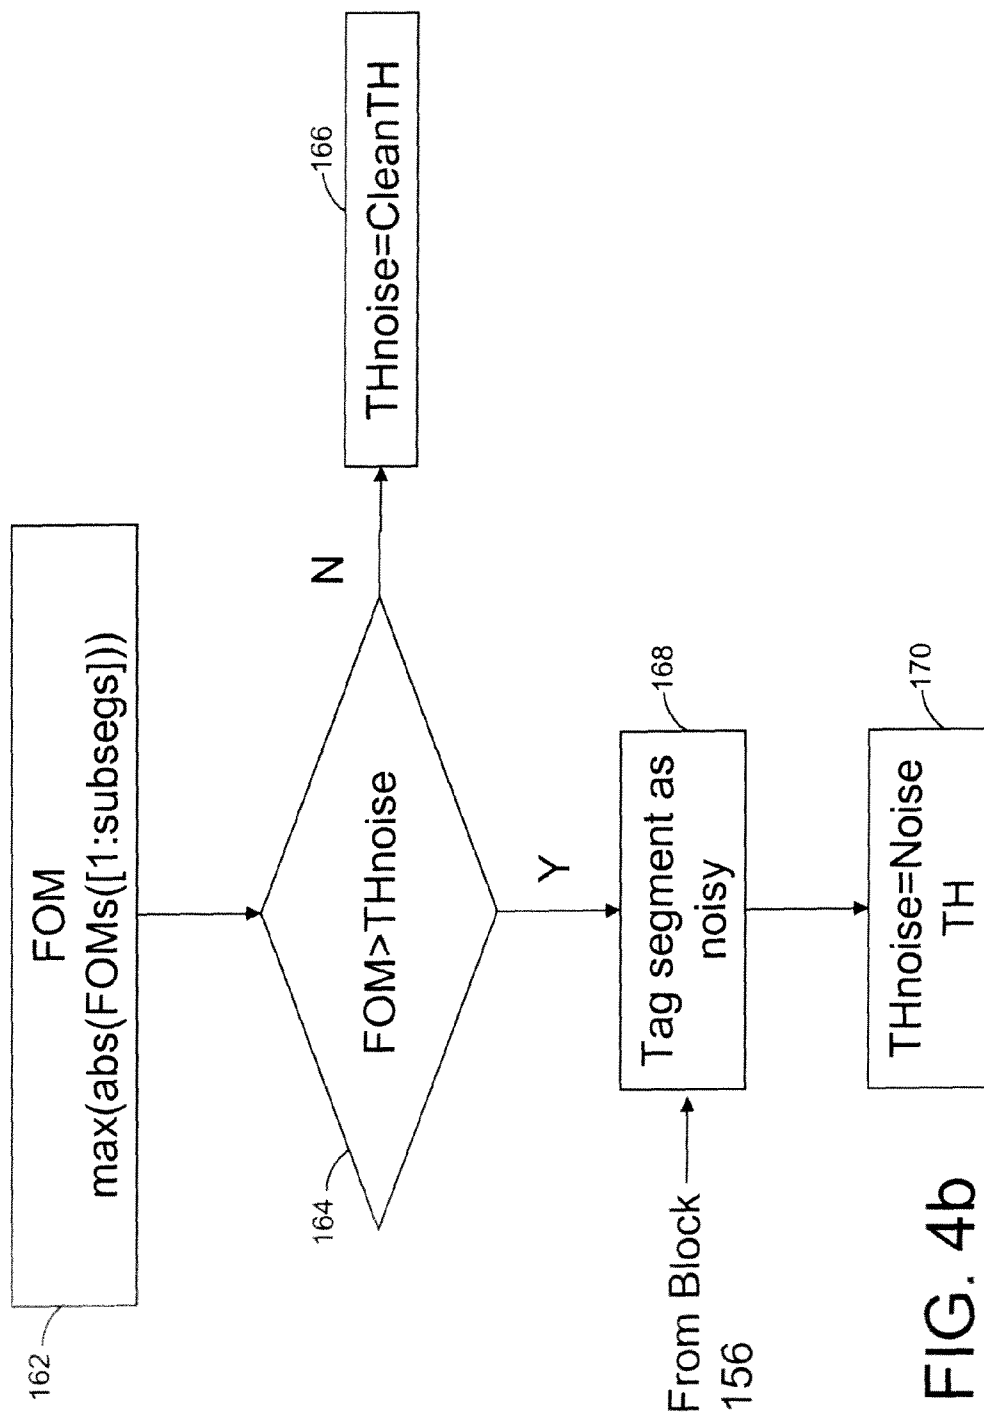 162
FOM
max(abs(FOMs([1:subsegs]))
164
FOM>THnoise
N
166
THnoise=CleanTH
Y
From Block
156
168
Tag segment as
noisy
170
THnoise=Noise
TH
FIG. 4b